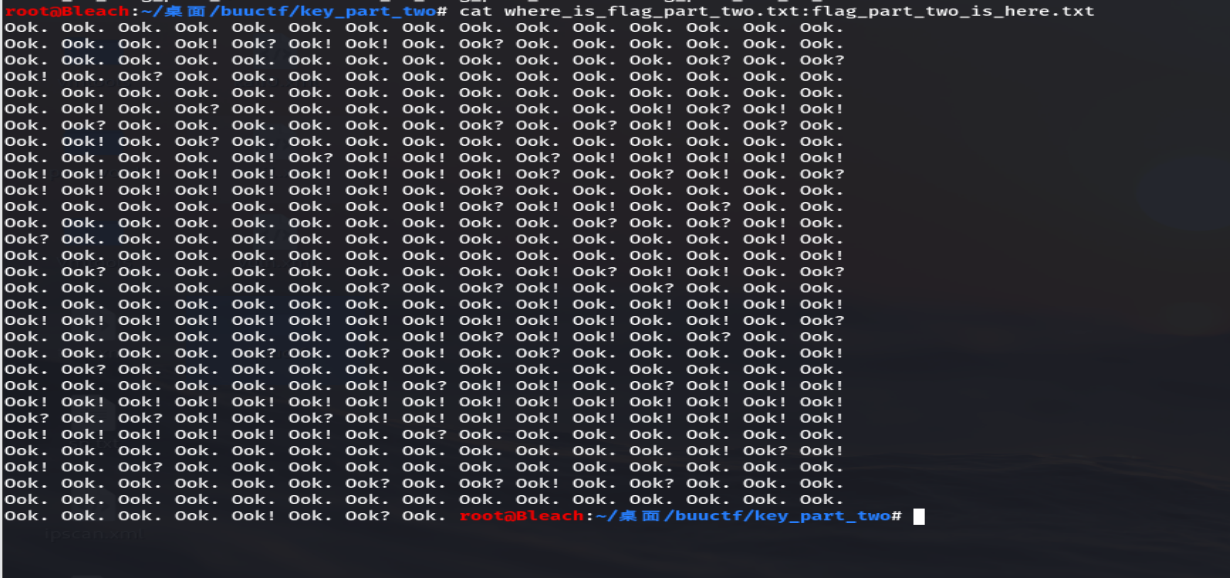 root@Bleach:~/桌面/buuctf/key_part_two# cat where_is_flag_part_two.txt:flag_part_two_is_here.txt
Ook. Ook. Ook. Ook. Ook. Ook. Ook. Ook. Ook. Ook. Ook. Ook. Ook. Ook. Ook.
Ook. Ook. Ook. Ook! Ook? Ook! Ook! Ook. Ook? Ook. Ook. Ook. Ook. Ook. Ook.
Ook. Ook. Ook. Ook. Ook. Ook. Ook. Ook. Ook. Ook. Ook. Ook. Ook? Ook. Ook?
Ook! Ook. Ook? Ook. Ook. Ook. Ook. Ook. Ook. Ook. Ook. Ook. Ook. Ook. Ook.
Ook. Ook. Ook. Ook. Ook. Ook. Ook. Ook. Ook. Ook. Ook. Ook. Ook. Ook. Ook.
Ook. Ook! Ook. Ook? Ook. Ook. Ook. Ook. Ook. Ook. Ook. Ook! Ook? Ook! Ook!
Ook. Ook? Ook. Ook. Ook. Ook. Ook. Ook. Ook? Ook. Ook? Ook! Ook. Ook? Ook.
Ook. Ook! Ook. Ook? Ook. Ook. Ook. Ook. Ook. Ook. Ook. Ook. Ook. Ook. Ook.
Ook. Ook. Ook. Ook. Ook! Ook? Ook! Ook! Ook. Ook? Ook! Ook! Ook! Ook! Ook!
Ook! Ook! Ook! Ook! Ook! Ook! Ook! Ook! Ook! Ook? Ook. Ook? Ook! Ook. Ook?
Ook! Ook! Ook! Ook! Ook! Ook! Ook! Ook. Ook? Ook. Ook. Ook. Ook. Ook. Ook.
Ook. Ook. Ook. Ook. Ook. Ook. Ook. Ook! Ook? Ook! Ook! Ook. Ook? Ook. Ook.
Ook. Ook. Ook. Ook. Ook. Ook. Ook. Ook. Ook. Ook. Ook? Ook. Ook? Ook! Ook.
Ook? Ook. Ook. Ook. Ook. Ook. Ook. Ook. Ook. Ook. Ook. Ook. Ook. Ook! Ook.
Ook. Ook. Ook. Ook. Ook. Ook. Ook. Ook. Ook. Ook. Ook. Ook. Ook. Ook. Ook!
Ook. Ook? Ook. Ook. Ook. Ook. Ook. Ook. Ook. Ook! Ook? Ook! Ook! Ook. Ook?
Ook. Ook. Ook. Ook. Ook. Ook. Ook? Ook. Ook? Ook! Ook. Ook? Ook. Ook. Ook.
Ook. Ook. Ook. Ook. Ook. Ook. Ook. Ook. Ook. Ook! Ook. Ook! Ook! Ook! Ook!
Ook! Ook! Ook! Ook! Ook! Ook! Ook! Ook! Ook! Ook! Ook! Ook. Ook! Ook. Ook?
Ook. Ook. Ook. Ook. Ook. Ook. Ook. Ook! Ook? Ook! Ook! Ook. Ook? Ook. Ook.
Ook. Ook. Ook. Ook. Ook? Ook. Ook? Ook! Ook. Ook? Ook. Ook. Ook. Ook. Ook!
Ook. Ook? Ook. Ook. Ook. Ook. Ook. Ook. Ook. Ook. Ook. Ook. Ook. Ook. Ook.
Ook. Ook. Ook. Ook. Ook. Ook. Ook! Ook? Ook! Ook! Ook. Ook? Ook! Ook! Ook!
Ook! Ook! Ook! Ook! Ook! Ook! Ook! Ook! Ook! Ook! Ook! Ook! Ook! Ook! Ook!
Ook? Ook. Ook? Ook! Ook. Ook? Ook! Ook! Ook! Ook! Ook! Ook! Ook! Ook! Ook!
Ook! Ook! Ook! Ook! Ook! Ook! Ook. Ook? Ook. Ook. Ook. Ook. Ook. Ook. Ook.
Ook. Ook. Ook. Ook. Ook. Ook. Ook. Ook. Ook. Ook. Ook. Ook. Ook! Ook? Ook!
Ook! Ook. Ook? Ook. Ook. Ook. Ook. Ook. Ook. Ook. Ook. Ook. Ook. Ook. Ook.
Ook. Ook. Ook. Ook. Ook. Ook. Ook? Ook. Ook? Ook! Ook. Ook? Ook. Ook. Ook.
Ook. Ook. Ook. Ook. Ook. Ook. Ook. Ook. Ook. Ook. Ook. Ook. Ook. Ook. Ook.
Ook. Ook. Ook. Ook. Ook! Ook. Ook? Ook. root@Bleach:~/桌面/buuctf/key_part_two#